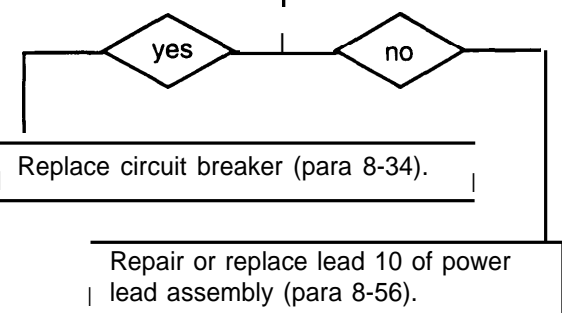 yes
no
Replace circuit breaker (para 8-34).
Repair or replace lead 10 of power
lead assembly (para 8-56).